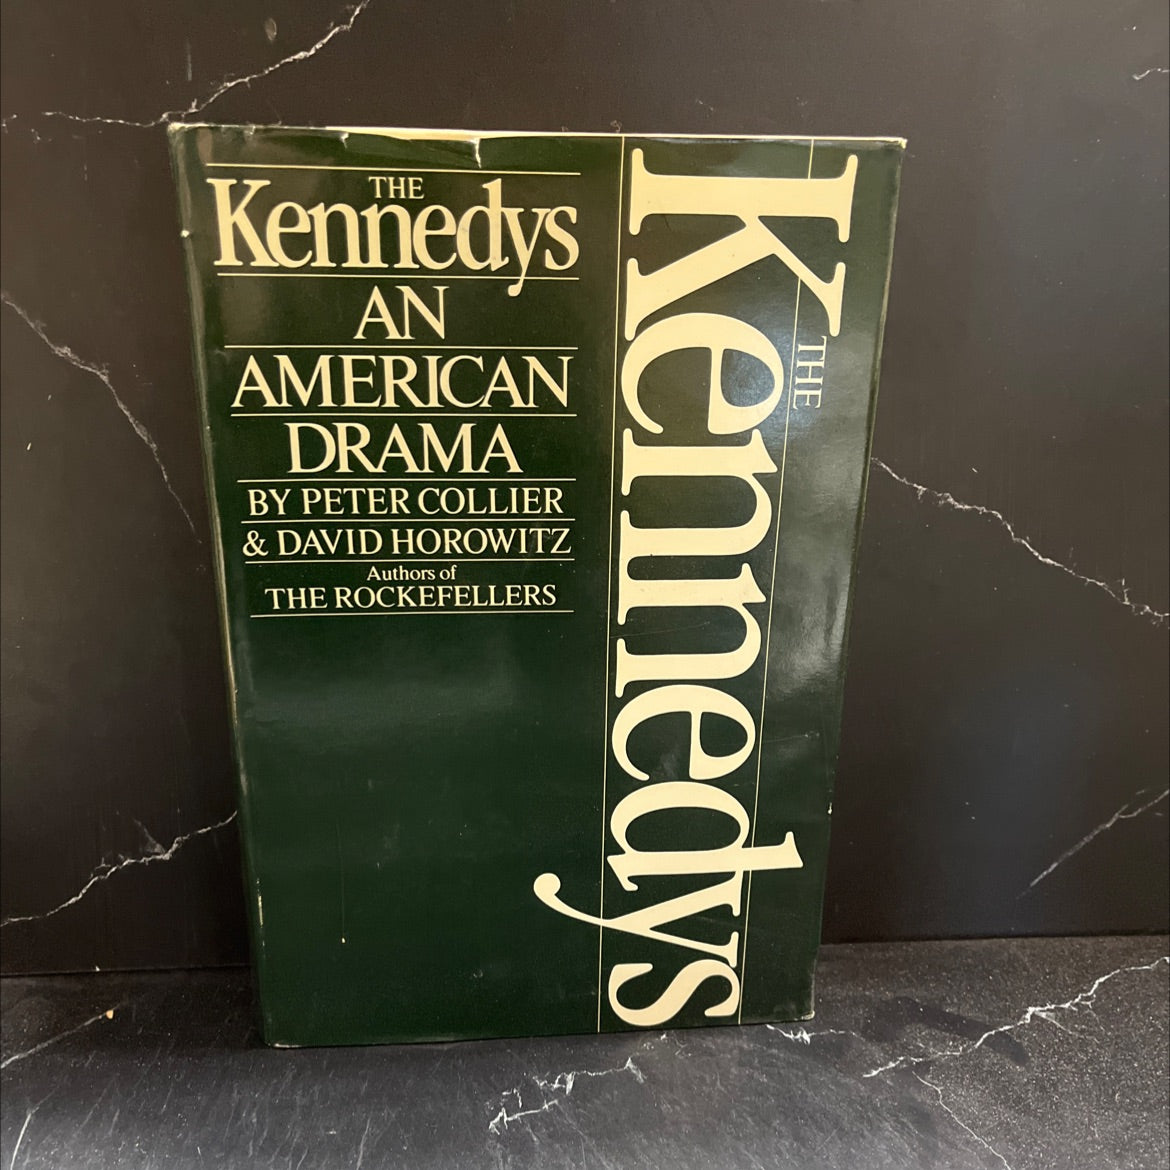 THE
Kennedys
AN
AMERICAN
DRAMA
BY PETER COLLIER
& DAVID HOROWITZ
Authors of
THE ROCKEFELLERS
THE
Kennedys